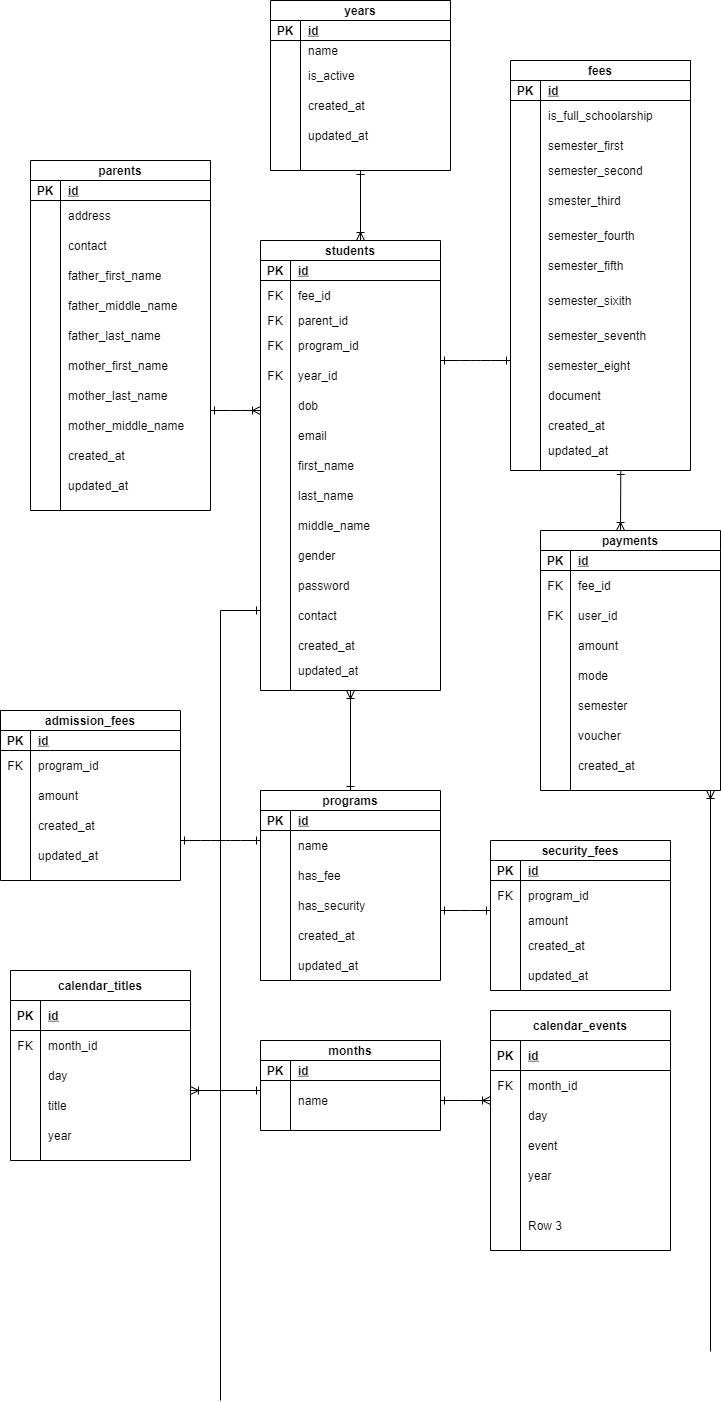 years
PK id
name
is_active
created_at
updated_at
fees
PK id
is_full_schoolarship
semester_first
semester_second
smester_third
semester_fourth
semester_fifth
semester_sixith
semester_seventh
semester_eight
document
created_at
updated_at
parents
PK id
address
contact
father_first_name
father_middle_name
father_last_name
mother_first_name
mother_last_name
mother_middle_name
created_at
updated_at
students
PK id
FK fee_id
FK parent_id
FK program_id
FK year_id
dob
email
first_name
last_name
middle_name
gender
password
contact
created_at
updated_at
payments
PK id
FK fee_id
FK user_id
amount
mode
semester
voucher
created_at
admission_fees
PK id
FK program_id
amount
created_at
updated_at
programs
PK id
name
has_fee
has_security
created_at
updated_at
security_fees
PK id
FK program_id
amount
created_at
updated_at
calendar_titles
PK id
FK month_id
day
title
year
months
PK id
name
calendar_events
PK id
FK month_id
day
event
year
Row 3